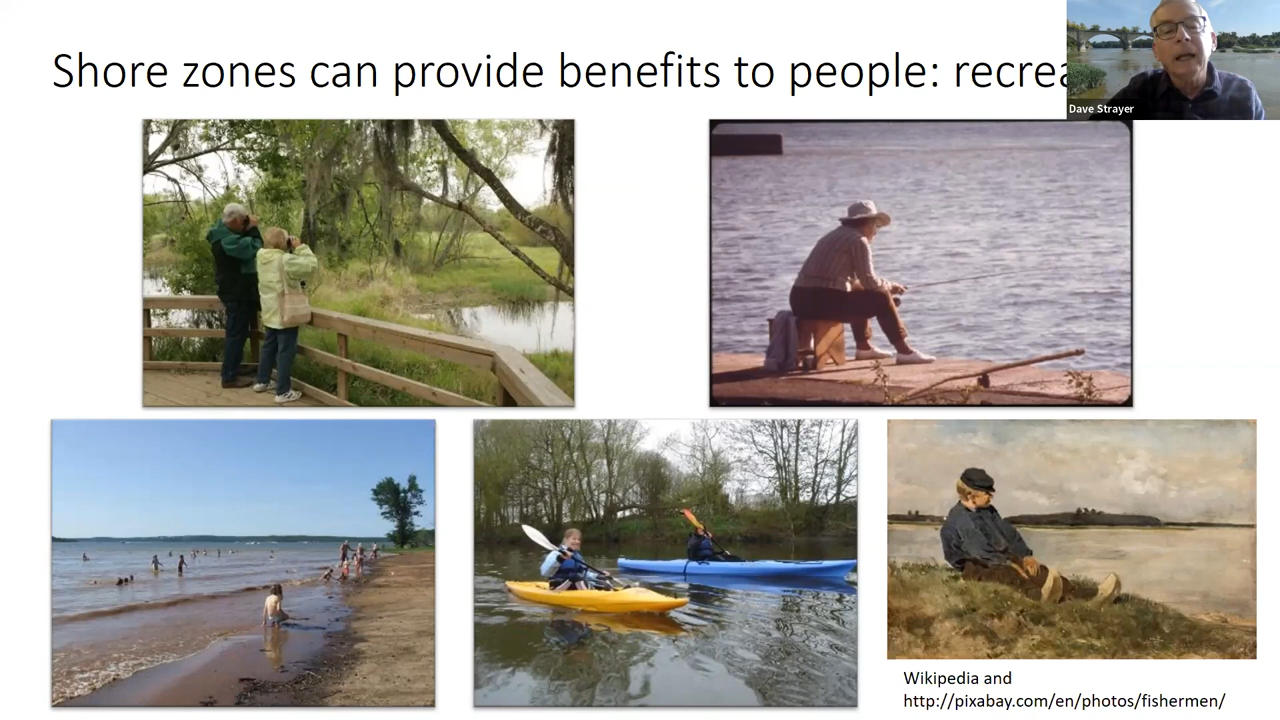 Shore zones can provide benefits to people: recrea
Dave Strayer
Wikipedia and
http://pixabay.com/en/photos/fishermen/